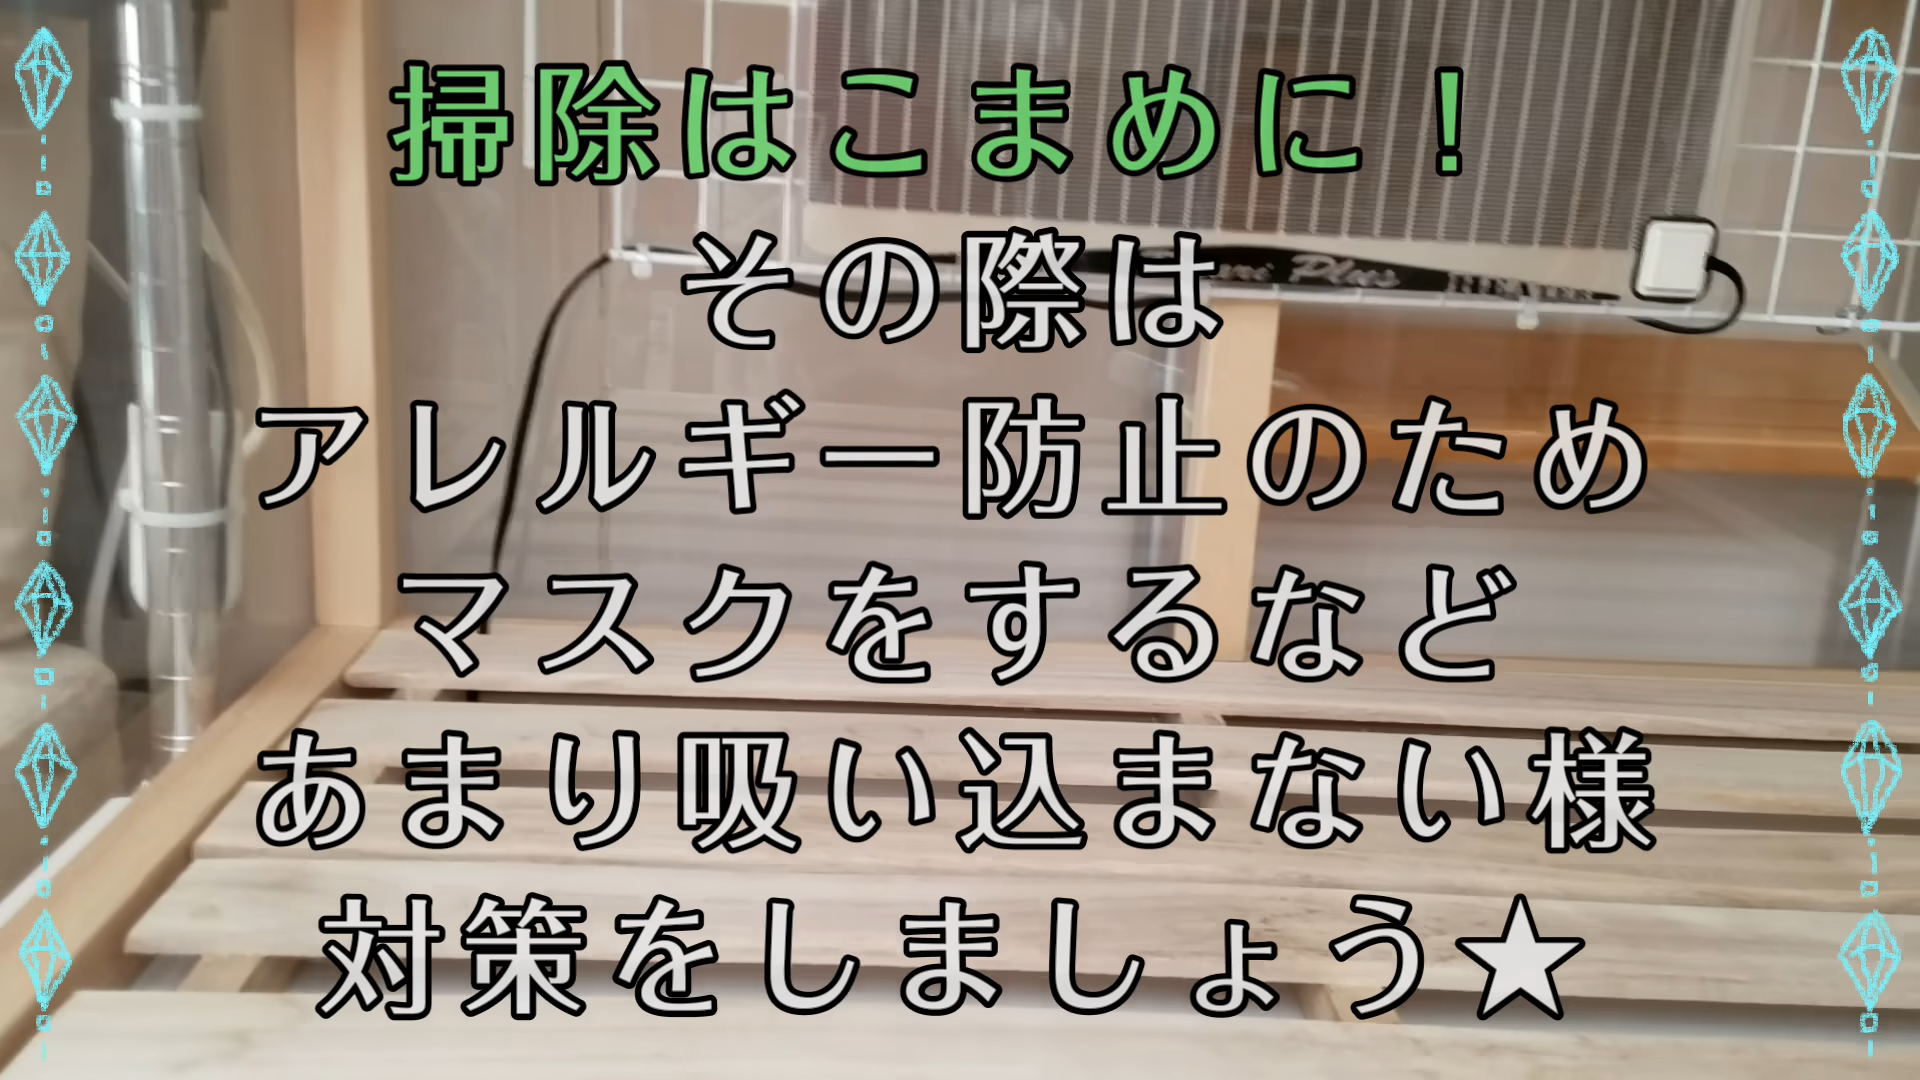 掃除はこまめに！
その際は
アレルギー防止のため
マスクをするなど
あまり吸い込まない様
対策をしましょう★
Plus